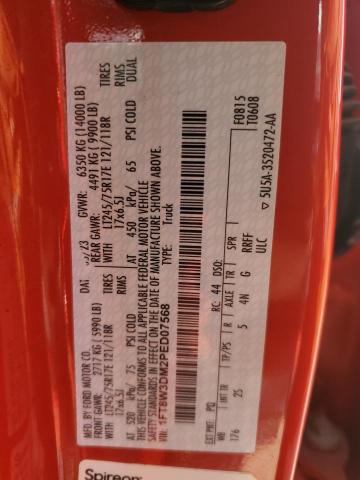 MFD. BY FORD MOTOR CO.
DAT /23 GVWR: 6350 KG (14000 LB)
FRONT GAWR: 2717 KG ( 5990 LB) REAR GAWR: 4491 KG ( 9900 LB)
WITH LT245/75R17E 121/118R TIRES WITH LT245/75R17E 121/118R TIRES
17x6.5J RIMS 17x6.5J RIMS
AT 520 kPa/ 75 PSI COLD AT 450 kPa/ 65 PSI COLD DUAL
THIS VEHICLE CONFORMS TO ALL APPLICABLE FEDERAL MOTOR VEHICLE
SAFETY STANDARDS IN EFFECT ON THE DATE OF MANUFACTURE SHOWN ABOVE.
VIN: 1FT8W3DM2PED07568
TYPE: Truck
F0815
T0608
EXT PNT: PQ RC: 44 DSO:
WB INT TR TP/PS R AXLE TR SPR
176 25 5 4N G RREF
ULC
▽ 5U5A-3520472-AA
Spireon